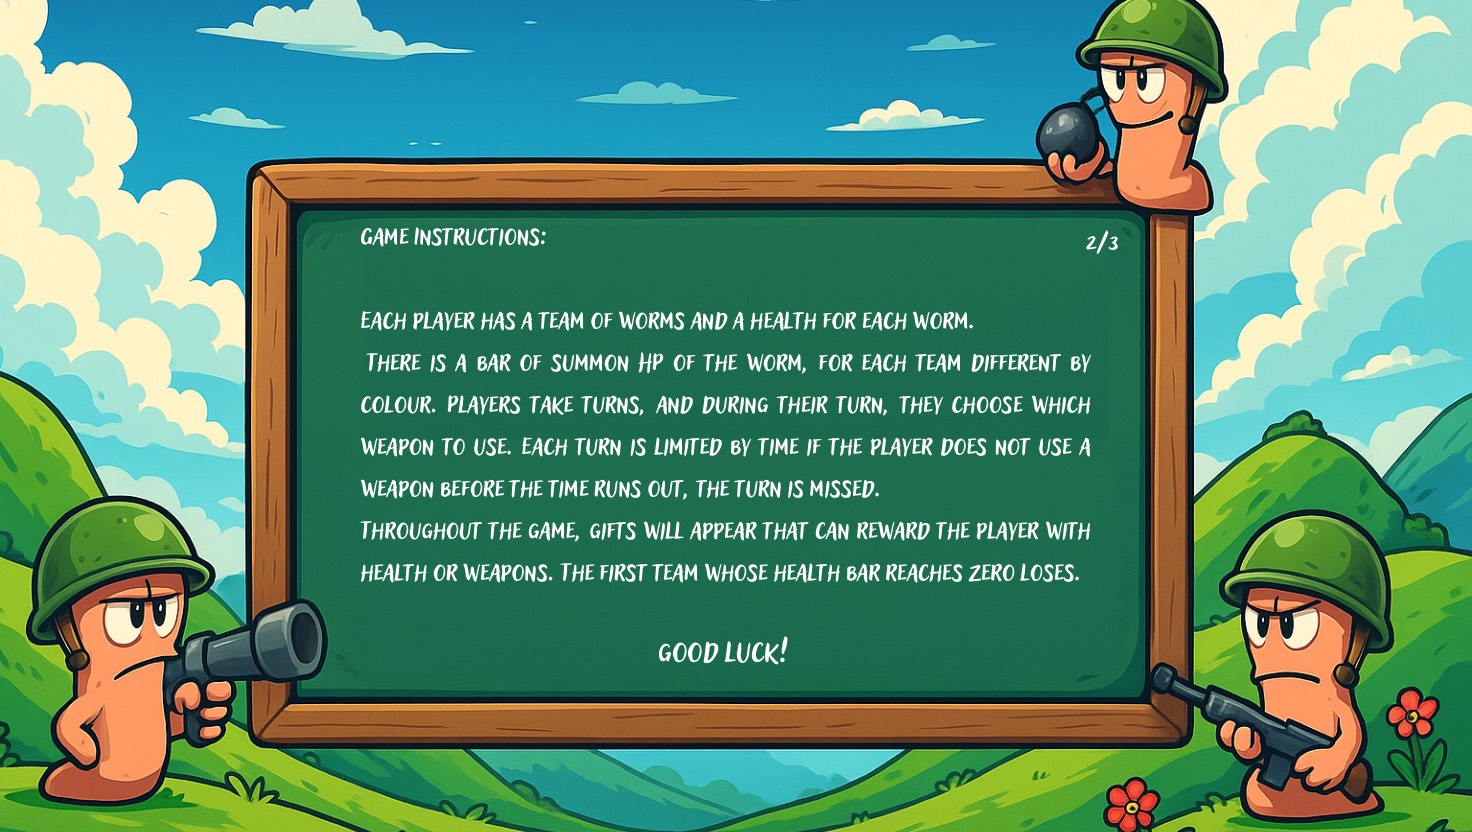 GAME INSTRUCTIONS:
2/3
EACH PLAYER HAS A TEAM OF WORMS AND A HEALTH FOR EACH WORM.
THERE IS A BAR OF SUMMON HP OF THE WORM, FOR EACH TEAM DIFFERENT BY
COLOUR. PLAYERS TAKE TURNS, AND DURING THEIR TURN, THEY CHOOSE WHICH
WEAPON TO USE. EACH TURN IS LIMITED BY TIME IF THE PLAYER DOES NOT USE A
WEAPON BEFORE THE TIME RUNS OUT, THE TURN IS MISSED.
THROUGHOUT THE GAME, GIFTS WILL APPEAR THAT CAN REWARD THE PLAYER WITH
HEALTH OR WEAPONS. THE FIRST TEAM WHOSE HEALTH BAR REACHES ZERO LOSES.
GOOD LUCK!